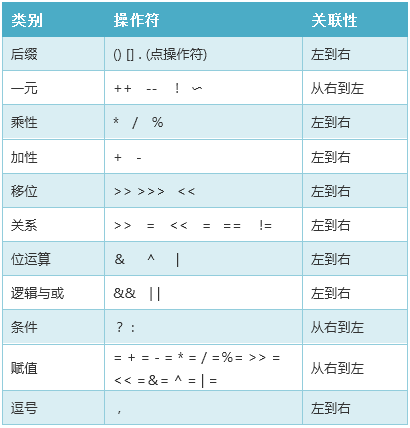 类别 操作符 关联性
后缀 () [] . (点操作符) 左到右
一元 ++ -- ! ∽ 从右到左
乘性 * / % 左到右
加性 + - 左到右
移位 >> >>> << 左到右
关系 >> = << = == != 左到右
位运算 & ^ | 左到右
逻辑与或 && || 左到右
条件 ? : 从右到左
赋值 = + = - = * = / =%= >> = 从右到左
<< =&= ^ = | =
逗号 , 左到右